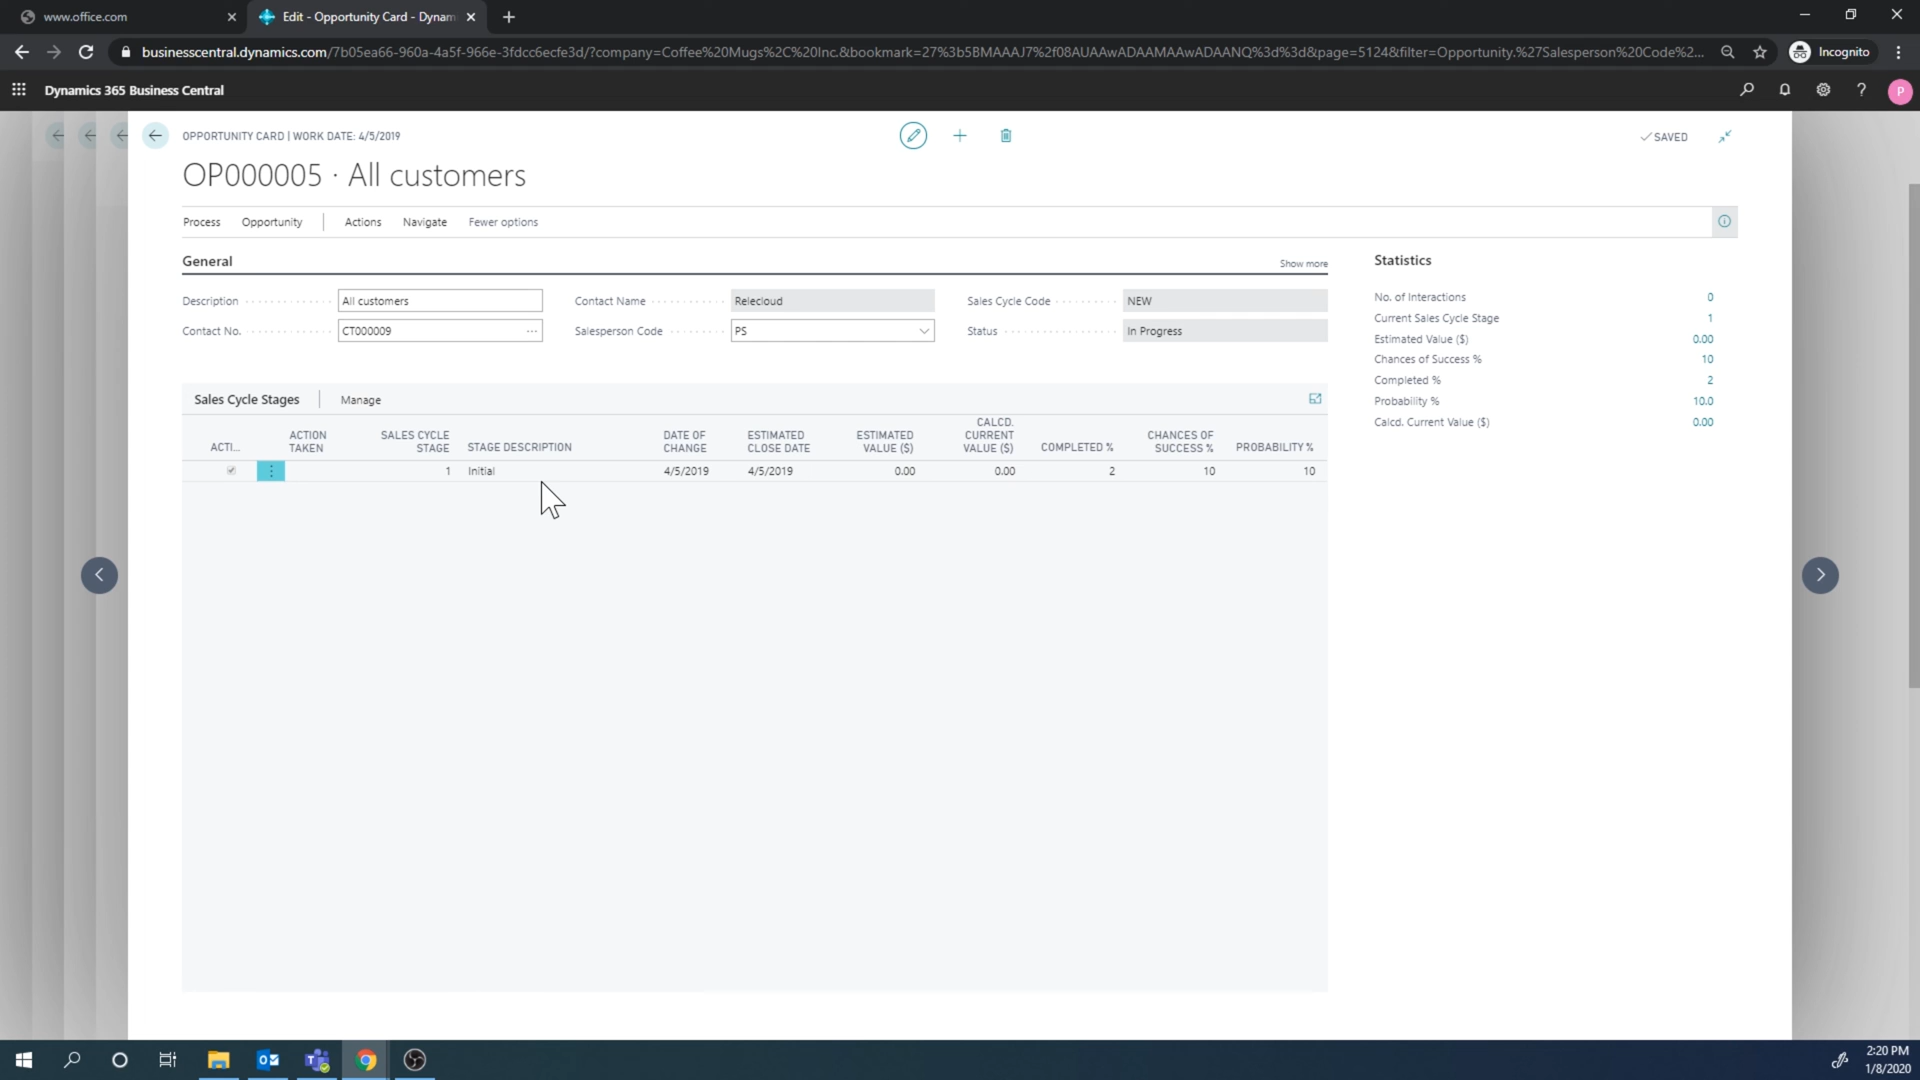 www.office.com
Edit - Opportunity Card - Dynam
businesscentral.dynamics.com/7b05ea66-960a-4a5f-966e-3fdcc6ecfe3d/?company=Coffee%20Mugs%2C%20Inc.&bookmark=27%3b5BMAAAJ7%2f08AUAAwADAAMAAwADAANQ%3d%3d&page=5124&filter=Opportunity.%27Salesperson%20Code%2...
Incognito
Dynamics 365 Business Central
P
OPPORTUNITY CARD | WORK DATE: 4/5/2019
SAVED
OP000005 · All customers
Process Opportunity Actions Navigate Fewer options
General
Show more
Description All customers
Contact Name Relecloud
Sales Cycle Code NEW
Contact No. CT000009 ...
Salesperson Code PS
Status In Progress
Statistics
No. of Interactions 0
Current Sales Cycle Stage 1
Estimated Value ($) 0.00
Chances of Success % 10
Completed % 2
Probability % 10.0
Calcd. Current Value ($) 0.00
Sales Cycle Stages Manage
ACTI... ACTION TAKEN SALES CYCLE STAGE STAGE DESCRIPTION DATE OF CHANGE ESTIMATED CLOSE DATE ESTIMATED VALUE ($) CALCD. CURRENT VALUE ($) COMPLETED % CHANCES OF SUCCESS % PROBABILITY %
1 Initial 4/5/2019 4/5/2019 0.00 0.00 2 10 10
2:20 PM
1/8/2020